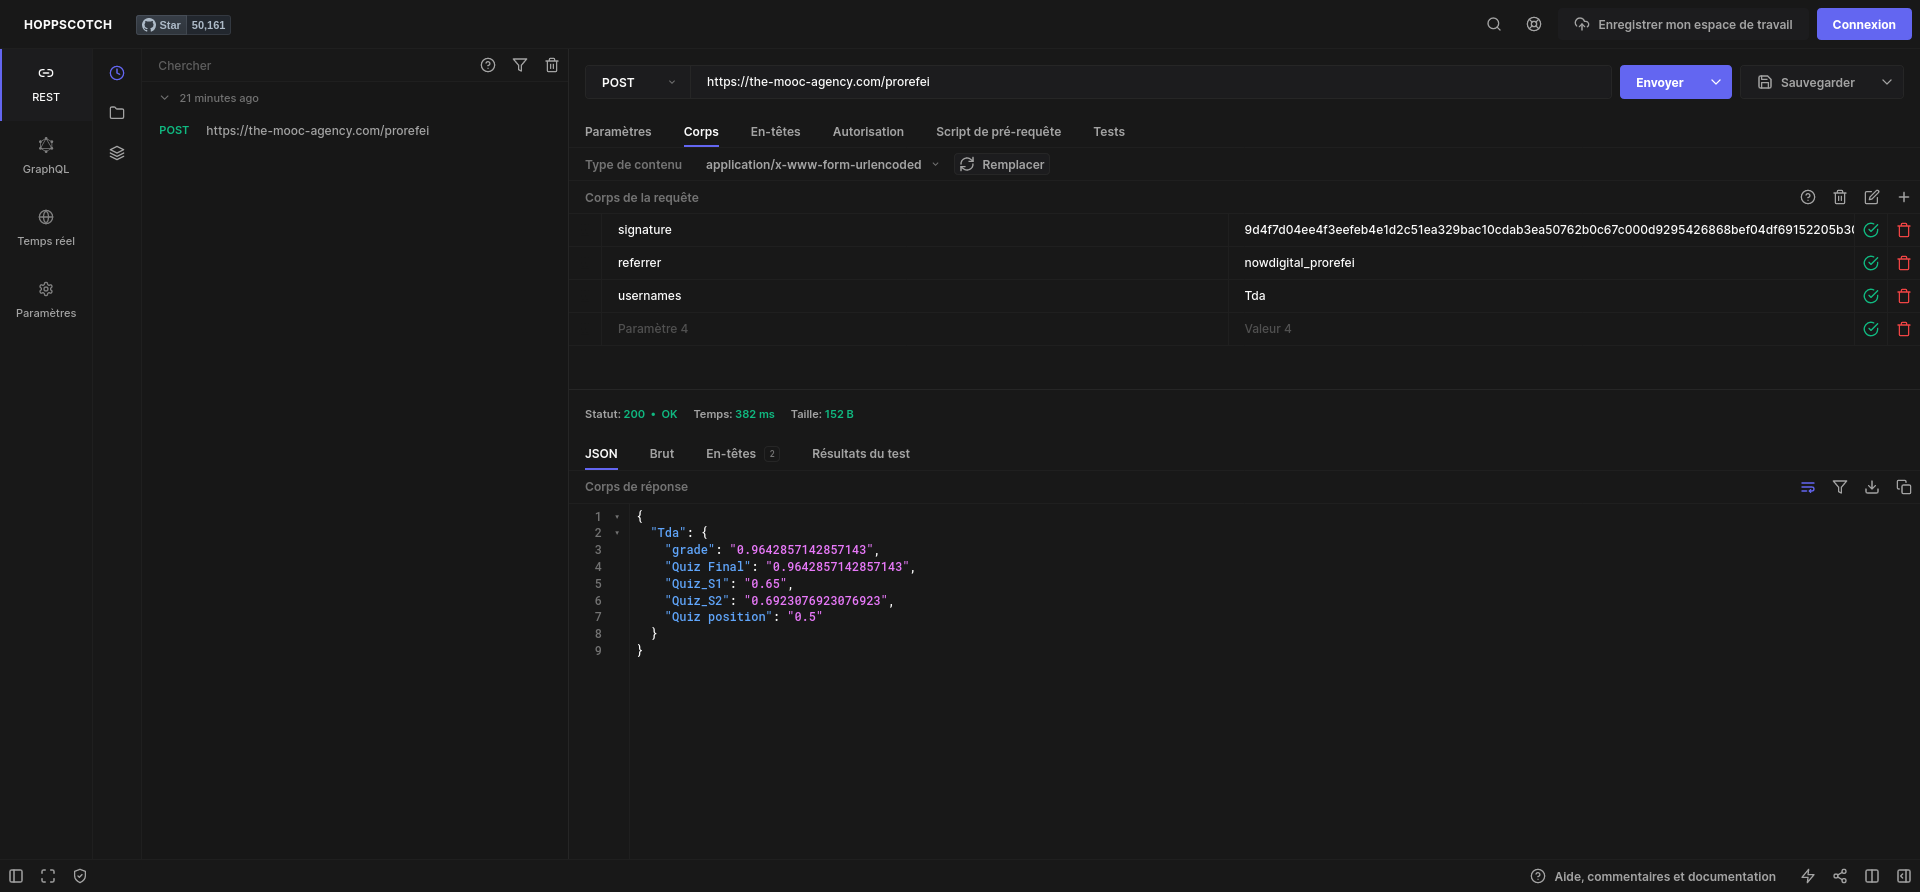 HOPPSCOTCH
Star 50,161
Enregistrer mon espace de travail
Connexion
REST
GraphQL
Temps réel
Paramètres
Chercher
21 minutes ago
POST https://the-mooc-agency.com/prorefei
POST https://the-mooc-agency.com/prorefei
Envoyer
Sauvegarder
Paramètres Corps En-têtes Autorisation Script de pré-requête Tests
Type de contenu application/x-www-form-urlencoded Remplacer
Corps de la requête
signature 9d4f7d04ee4f3eefeb4e1d2c51ea329bac10cdab3ea50762b0c67c000d9295426868bef04df69152205b30
referrer nowdigital_prorefei
usernames Tda
Paramètre 4 Valeur 4
Statut: 200 • OK Temps: 382 ms Taille: 152 B
JSON Brut En-têtes 2 Résultats du test
Corps de réponse
1 {
2 "Tda": {
3 "grade": "0.9642857142857143",
4 "Quiz Final": "0.9642857142857143",
5 "Quiz_S1": "0.65",
6 "Quiz_S2": "0.6923076923076923",
7 "Quiz position": "0.5"
8 }
9 }
Aide, commentaires et documentation